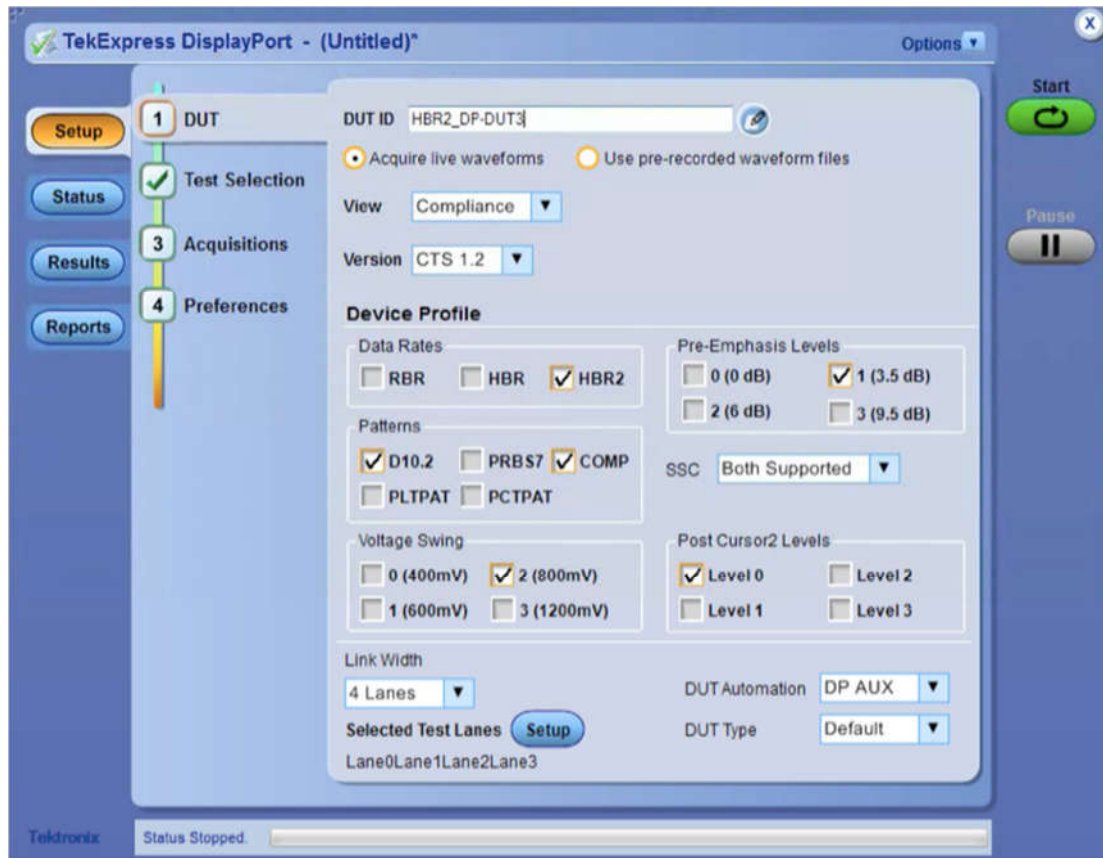 TekExpress DisplayPort - (Untitled)*
Options
X
Start
Pause
Setup
Status
Results
Reports
1 DUT
Test Selection
3 Acquisitions
4 Preferences
DUT ID HBR2_DP-DUT3
Acquire live waveforms Use pre-recorded waveform files
View Compliance
Version CTS 1.2
Device Profile
Data Rates
RBR HBR HBR2
Patterns
D10.2 PRBS7 COMP
PLTPAT PCTPAT
Voltage Swing
0 (400mV) 2 (800mV)
1 (600mV) 3 (1200mV)
Pre-Emphasis Levels
0 (0 dB) 1 (3.5 dB)
2 (6 dB) 3 (9.5 dB)
SSC Both Supported
Post Cursor2 Levels
Level 0 Level 2
Level 1 Level 3
Link Width
4 Lanes
Selected Test Lanes Setup
Lane0Lane1Lane2Lane3
DUT Automation DP AUX
DUT Type Default
Tektronix
Status Stopped.